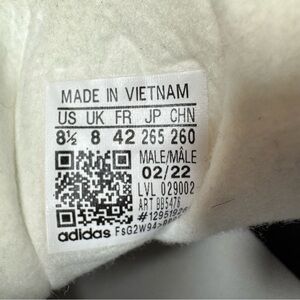 MADE IN VIETNAM
US UK FR JP CHN
8½ 8 42 265 260
MALE/MÂLE
02/22
LVL 029002
ART BB5476
adidas